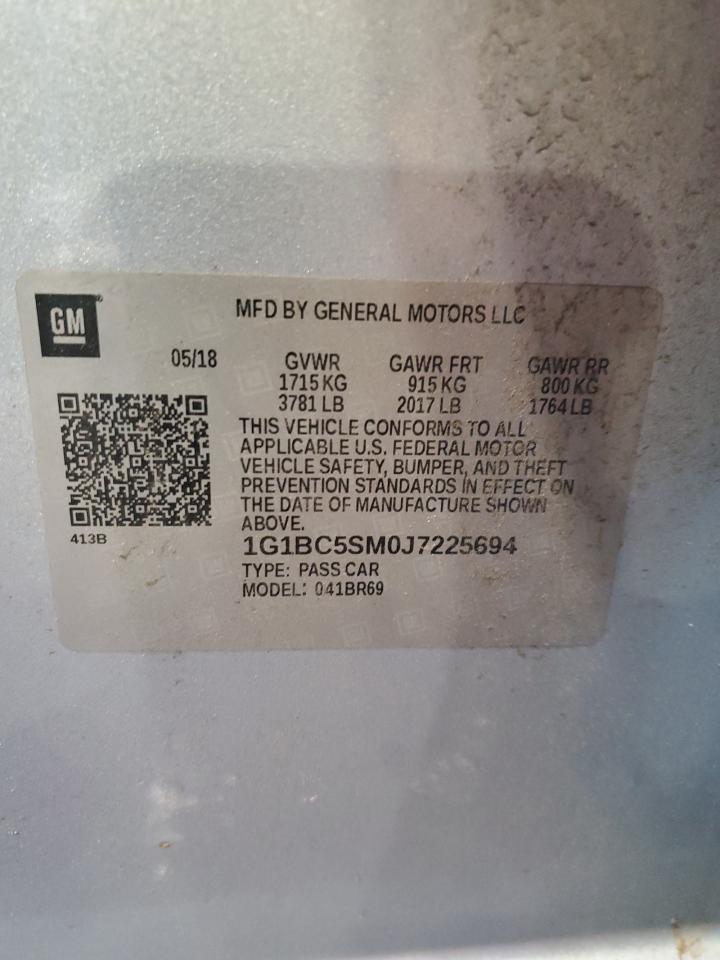 GM
MFD BY GENERAL MOTORS LLC
05/18
GVWR GAWR FRT GAWR RR
1715 KG 915 KG 800 KG
3781 LB 2017 LB 1764 LB
THIS VEHICLE CONFORMS TO ALL
APPLICABLE U.S. FEDERAL MOTOR
VEHICLE SAFETY, BUMPER, AND THEFT
PREVENTION STANDARDS IN EFFECT ON
THE DATE OF MANUFACTURE SHOWN
ABOVE.
413B
1G1BC5SM0J7225694
TYPE: PASS CAR
MODEL: 041BR69